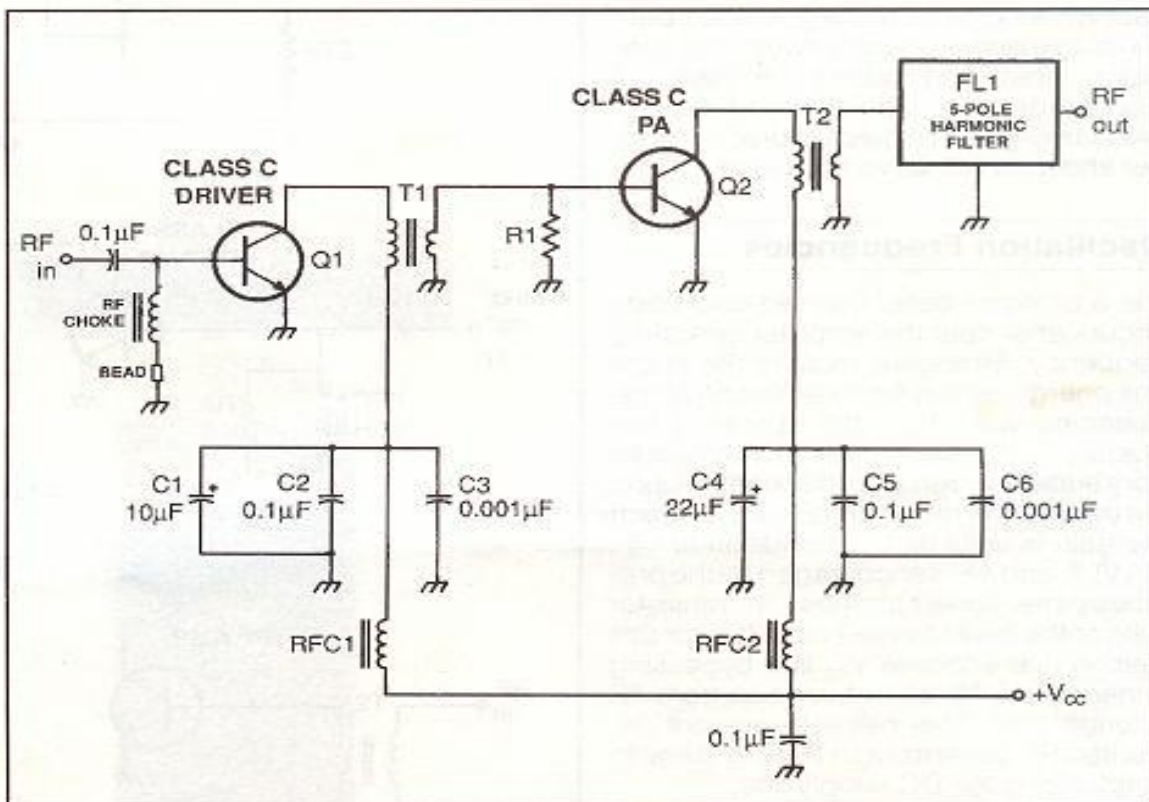 CLASS C
DRIVER
CLASS C
PA
FL1
5-POLE
HARMONIC
FILTER
RF
out
T2
T1
Q2
R1
RF
in
0.1µF
Q1
RF
CHOKE
BEAD
C1
10µF
+
C2
0.1µF
C3
0.001µF
C4
22µF
+
C5
0.1µF
C6
0.001µF
RFC1
RFC2
+VCC
0.1µF